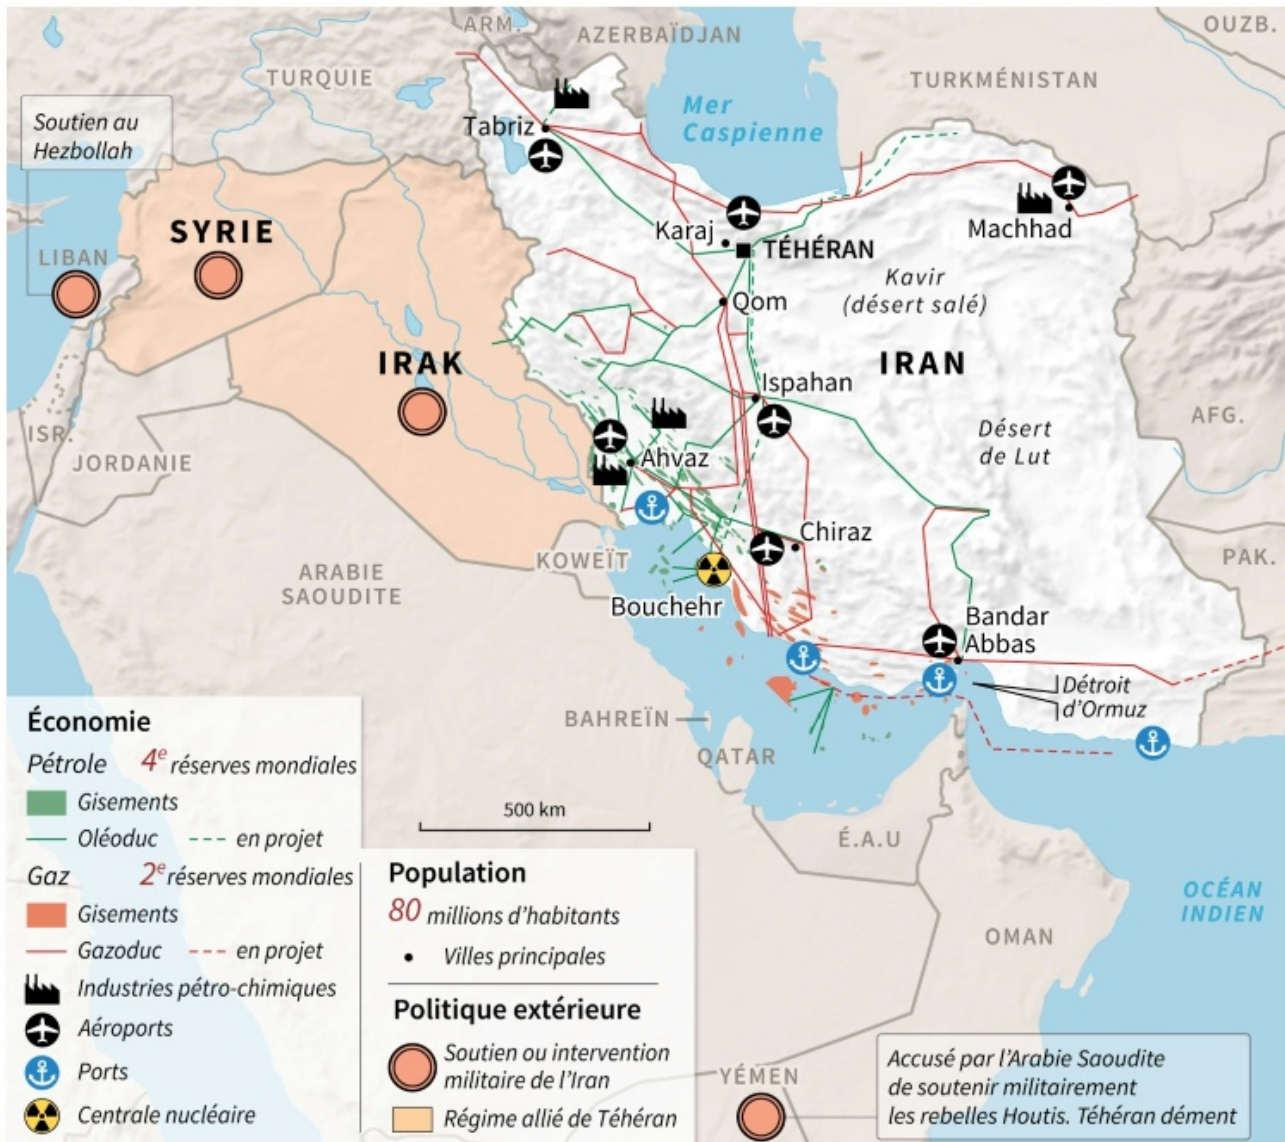 ARM.
AZERBAÏDJAN
OUZB.
TURQUIE
TURKMÉNISTAN
Mer
Caspienne
Soutien au
Hezbollah
Tabriz
SYRIE
LIBAN
Karaj
TÉHÉRAN
Machhad
Kavir
(désert salé)
Qom
IRAK
Ispahan
IRAN
ISR.
JORDANIE
AFG.
Désert
de Lut
Ahvaz
Chiraz
KOWEÏT
PAK.
ARABIE
SAOUDITE
Bouchehr
Bandar
Abbas
Détroit
d'Ormuz
BAHREÏN
QATAR
É.A.U
OMAN
OCÉAN
INDIEN
YÉMEN
Accusé par l'Arabie Saoudite
de soutenir militairement
les rebelles Houtis. Téhéran dément
500 km
Économie
Pétrole 4e réserves mondiales
Gisements
Oléoduc en projet
Gaz 2e réserves mondiales
Gisements
Gazoduc en projet
Industries pétro-chimiques
Aéroports
Ports
Centrale nucléaire
Population
80 millions d'habitants
Villes principales
Politique extérieure
Soutien ou intervention
militaire de l'Iran
Régime allié de Téhéran